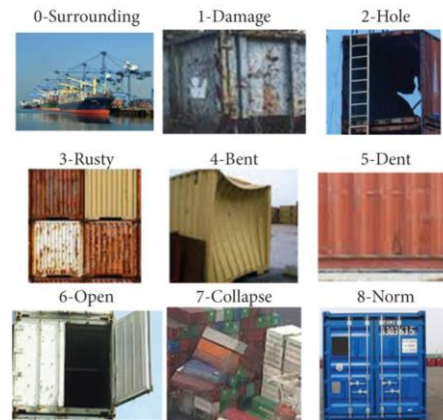 0-Surrounding
1-Damage
2-Hole
3-Rusty
4-Bent
5-Dent
6-Open
7-Collapse
8-Norm